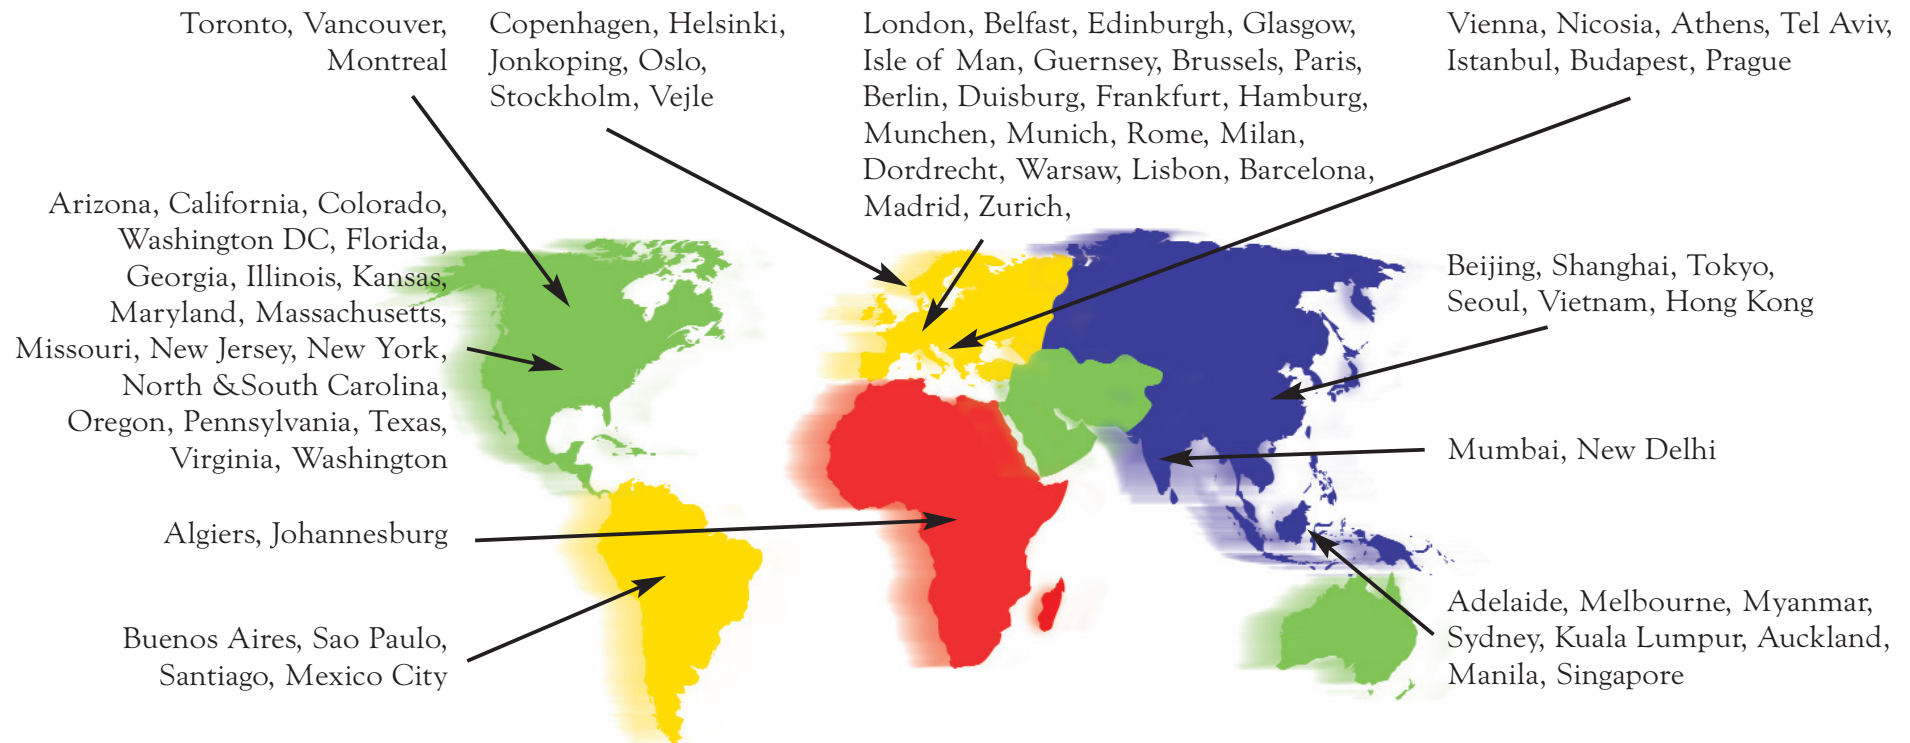 Toronto, Vancouver,
Montreal
Copenhagen, Helsinki,
Jonkoping, Oslo,
Stockholm, Vejle
London, Belfast, Edinburgh, Glasgow,
Isle of Man, Guernsey, Brussels, Paris,
Berlin, Duisburg, Frankfurt, Hamburg,
Munchen, Munich, Rome, Milan,
Dordrecht, Warsaw, Lisbon, Barcelona,
Madrid, Zurich,
Vienna, Nicosia, Athens, Tel Aviv,
Istanbul, Budapest, Prague
Arizona, California, Colorado,
Washington DC, Florida,
Georgia, Illinois, Kansas,
Maryland, Massachusetts,
Missouri, New Jersey, New York,
North &South Carolina,
Oregon, Pennsylvania, Texas,
Virginia, Washington
Beijing, Shanghai, Tokyo,
Seoul, Vietnam, Hong Kong
Mumbai, New Delhi
Algiers, Johannesburg
Buenos Aires, Sao Paulo,
Santiago, Mexico City
Adelaide, Melbourne, Myanmar,
Sydney, Kuala Lumpur, Auckland,
Manila, Singapore